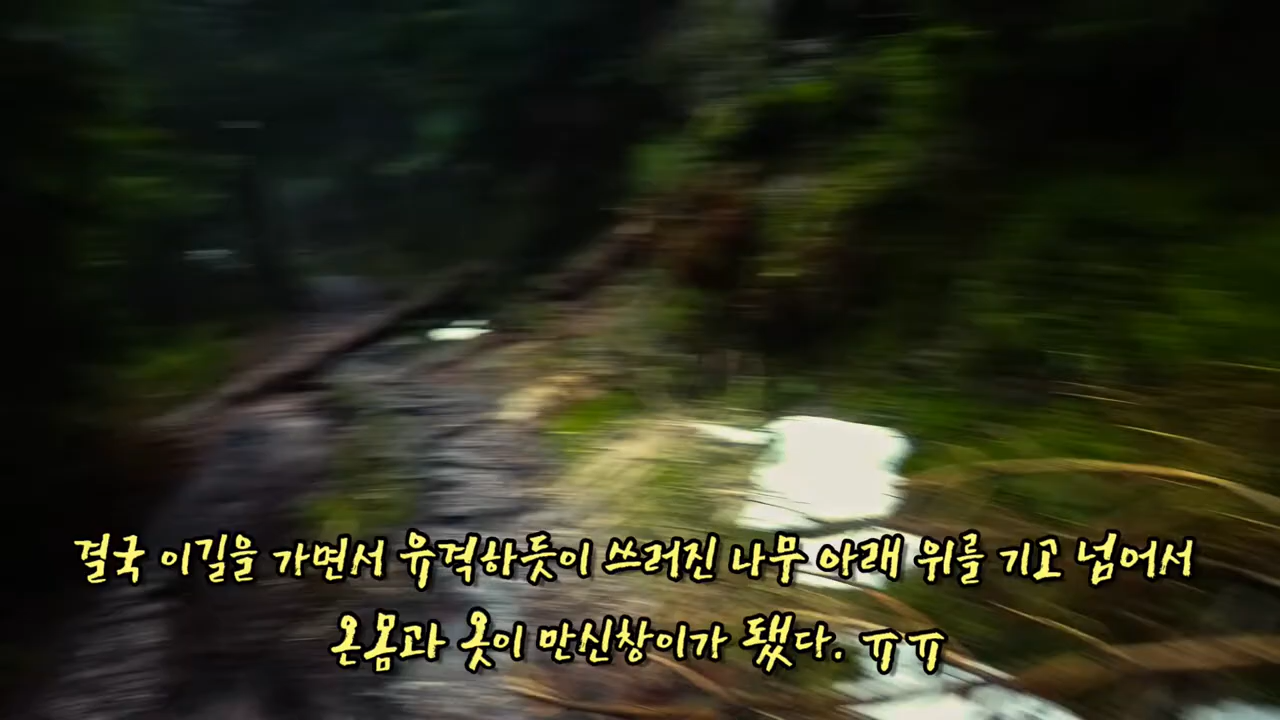 결국 이길을 가면서 유격하듯이 쓰러진 나무 아래 위를 기고 넘어서
온몸과 옷이 만신창이가 됐다. ㅠㅠ